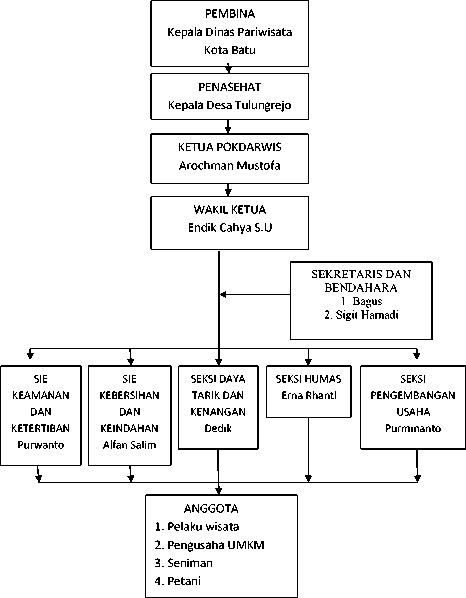 PEMBINA
Kepala Dinas Pariwisata
Kota Batu
PENASEHAT
Kepala Desa Tulungrejo
KETUA POKDARWIS
Arochman Mustofa
WAKIL KETUA
Endik Cahya S.U
SEKRETARIS DAN
BENDAHARA
1. Bagus
2. Sigit Hamadi
SIE
KEAMANAN
DAN
KETERTIBAN
Purwanto
SIE
KEBERSIHAN
DAN
KEINDAHAN
Alfan Salim
SEKSI DAYA
TARIK DAN
KENANGAN
Dedik
SEKSI HUMAS
Erna Rhanti
SEKSI
PENGEMBANGAN
USAHA
Purminanto
ANGGOTA
1. Pelaku wisata
2. Pengusaha UMKM
3. Seniman
4. Petani